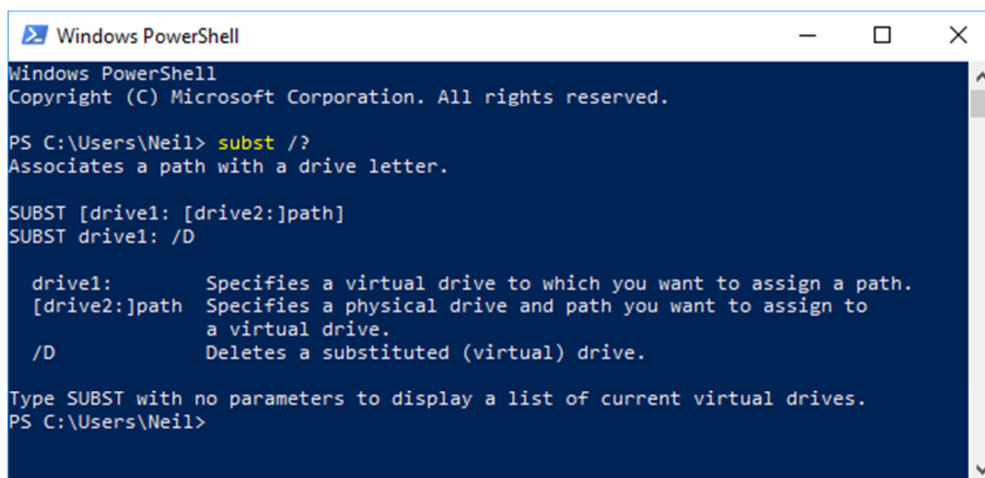 Windows PowerShell
Windows PowerShell
Copyright (C) Microsoft Corporation. All rights reserved.
PS C:\Users\Neil> subst /?
Associates a path with a drive letter.
SUBST [drive1: [drive2:]path]
SUBST drive1: /D
drive1: Specifies a virtual drive to which you want to assign a path.
[drive2:]path Specifies a physical drive and path you want to assign to
a virtual drive.
/D Deletes a substituted (virtual) drive.
Type SUBST with no parameters to display a list of current virtual drives.
PS C:\Users\Neil>